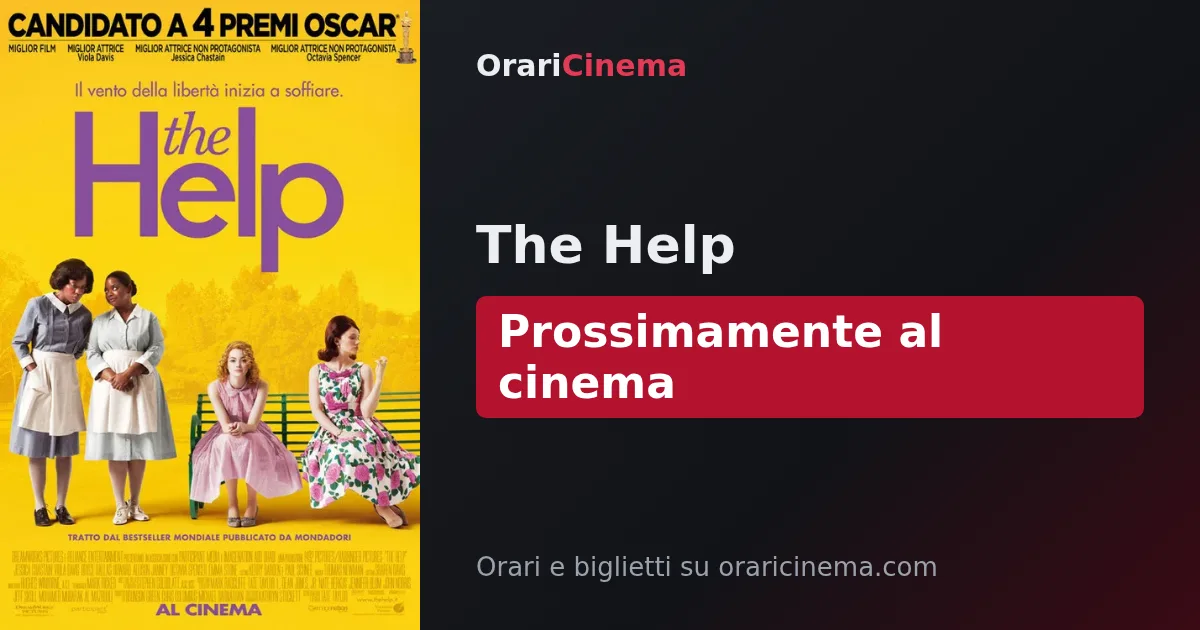 CANDIDATO A 4 PREMI OSCAR
MIGLIOR FILM
MIGLIOR ATTRICE
Viola Davis
MIGLIOR ATTRICE NON PROTAGONISTA
Jessica Chastain
MIGLIOR ATTRICE NON PROTAGONISTA
Octavia Spencer
Il vento della libertà inizia a soffiare.
the
Help
TRATTO DAL BESTSELLER MONDIALE PUBBLICATO DA MONDADORI
AL CINEMA
OrariCinema
The Help
Prossimamente al
cinema
Orari e biglietti su oraricinema.com